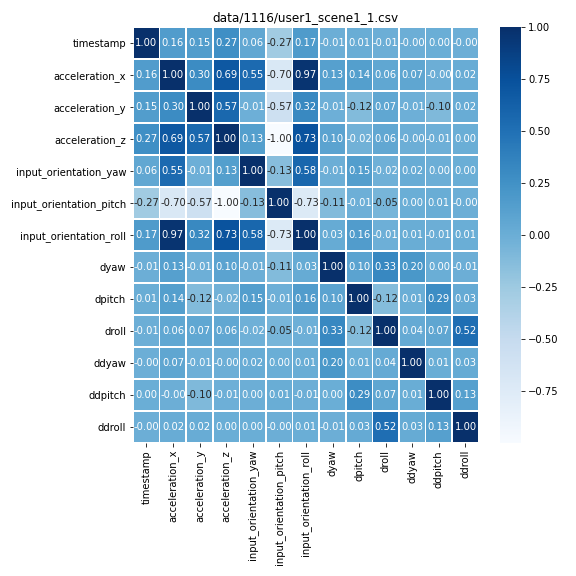 data/1116/user1_scene1_1.csv
timestamp 1.00 0.16 0.15 0.27 0.06 -0.27 0.17 -0.01 0.01 -0.01 -0.00 0.00 -0.00
acceleration_x 0.16 1.00 0.30 0.69 0.55 -0.70 0.97 0.13 0.14 0.06 0.07 -0.00 0.02
acceleration_y 0.15 0.30 1.00 0.57 -0.01 -0.57 0.32 -0.01 -0.12 0.07 -0.01 -0.10 0.02
acceleration_z 0.27 0.69 0.57 1.00 0.13 -1.00 0.73 0.10 -0.02 0.06 -0.00 -0.01 0.00
input_orientation_yaw 0.06 0.55 -0.01 0.13 1.00 -0.13 0.58 -0.01 0.15 -0.02 0.02 0.00 0.00
input_orientation_pitch -0.27 -0.70 -0.57 -1.00 -0.13 1.00 -0.73 -0.11 -0.01 -0.05 0.00 0.01 -0.00
input_orientation_roll 0.17 0.97 0.32 0.73 0.58 -0.73 1.00 0.03 0.16 -0.01 0.01 -0.01 0.01
dyaw -0.01 0.13 -0.01 0.10 -0.01 -0.11 0.03 1.00 0.10 0.33 0.20 0.00 -0.01
dpitch 0.01 0.14 -0.12 -0.02 0.15 -0.01 0.16 0.10 1.00 -0.12 0.01 0.29 0.03
droll -0.01 0.06 0.07 0.06 -0.02 -0.05 -0.01 0.33 -0.12 1.00 0.04 0.07 0.52
ddyaw -0.00 0.07 -0.01 -0.00 0.02 0.00 0.01 0.20 0.01 0.04 1.00 0.01 0.03
ddpitch 0.00 -0.00 -0.10 -0.01 0.00 0.01 -0.01 0.00 0.29 0.07 0.01 1.00 0.13
ddroll -0.00 0.02 0.02 0.00 0.00 -0.00 0.01 -0.01 0.03 0.52 0.03 0.13 1.00
timestamp
acceleration_x
acceleration_y
acceleration_z
input_orientation_yaw
input_orientation_pitch
input_orientation_roll
dyaw
dpitch
droll
ddyaw
ddpitch
ddroll
1.00
0.75
0.50
0.25
0.00
−0.25
−0.50
−0.75